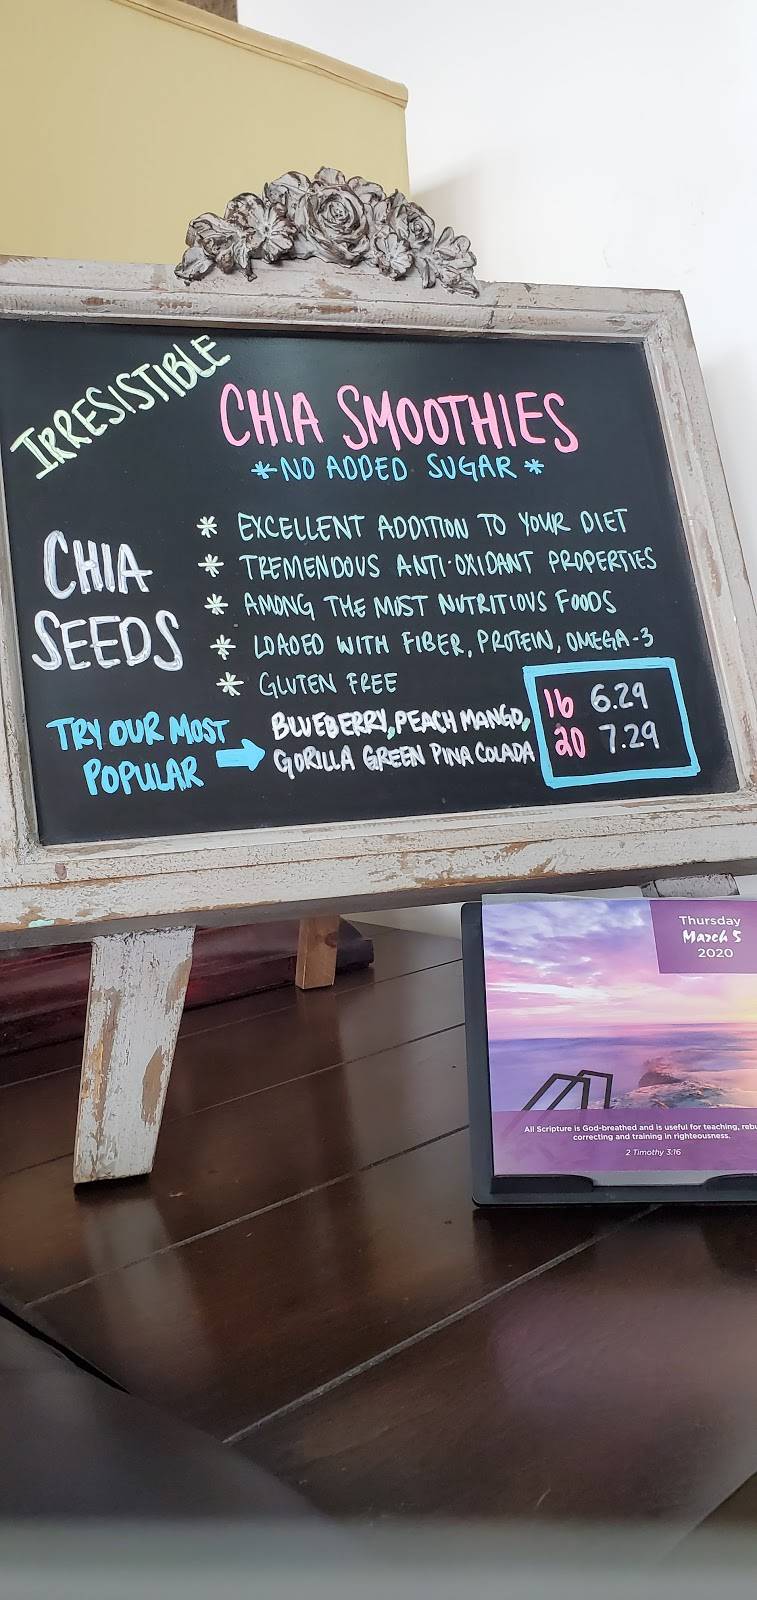 IRRESISTIBLE
CHIA SMOOTHIES
*NO ADDED SUGAR*
CHIA
SEEDS
* EXCELLENT ADDITION TO YOUR DIET
* TREMENDOUS ANTI-OXIDANT PROPERTIES
* AMONG THE MOST NUTRITIOUS FOODS
* LOADED WITH FIBER, PROTEIN, OMEGA-3
* GLUTEN FREE
TRY OUR MOST
POPULAR
BLUEBERRY, PEACH MANGO,
GORILLA GREEN PINA COLADA
16 6.29
20 7.29
Thursday
March 5
2020
All Scripture is God-breathed and is useful for teaching,
correcting and training in righteousness.
2 Timothy 3:16